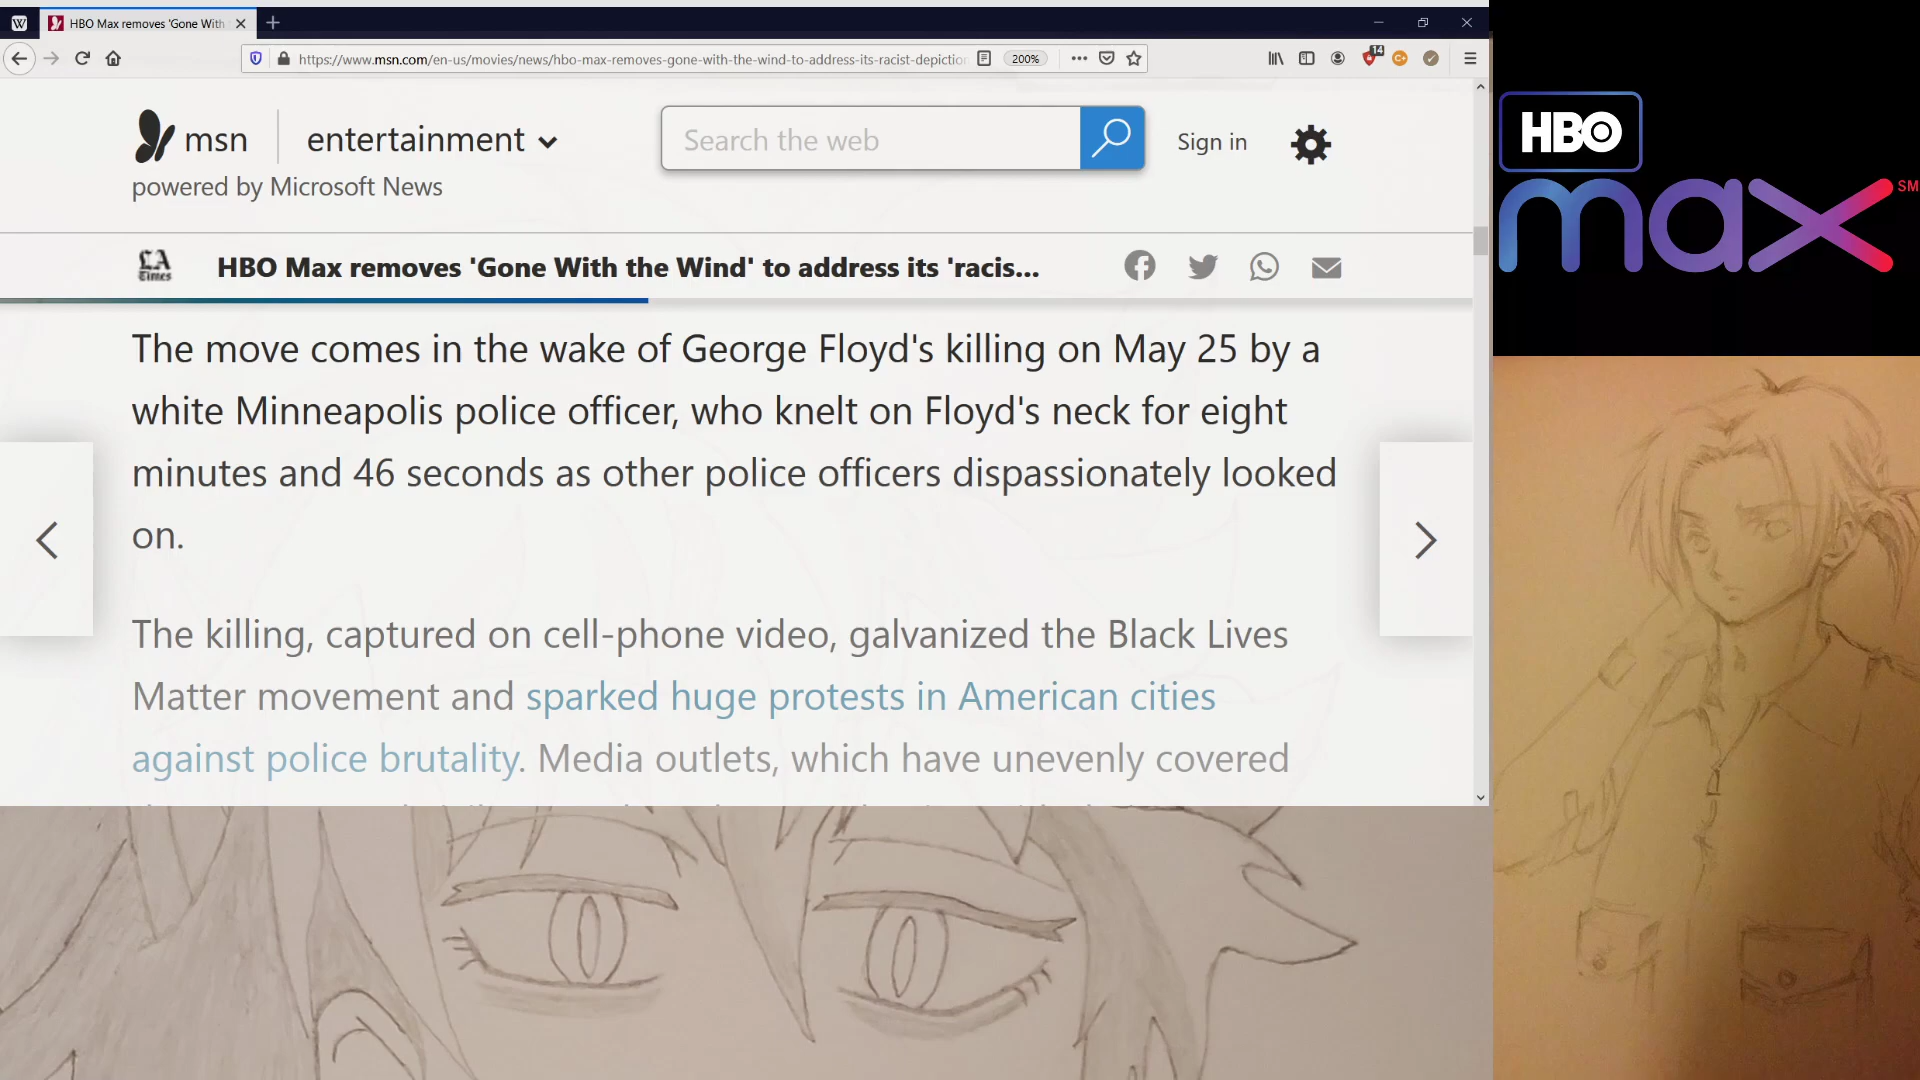 HBO Max removes 'Gone With
https://www.msn.com/en-us/movies/news/hbo-max-removes-gone-with-the-wind-to-address-its-racist-depiction
200%
14
msn
entertainment
Search the web
Sign in
powered by Microsoft News
LA
Times
HBO Max removes 'Gone With the Wind' to address its 'racis...
The move comes in the wake of George Floyd's killing on May 25 by a
white Minneapolis police officer, who knelt on Floyd's neck for eight
minutes and 46 seconds as other police officers dispassionately looked
on.
The killing, captured on cell-phone video, galvanized the Black Lives
Matter movement and sparked huge protests in American cities
against police brutality. Media outlets, which have unevenly covered
HBO
max SM